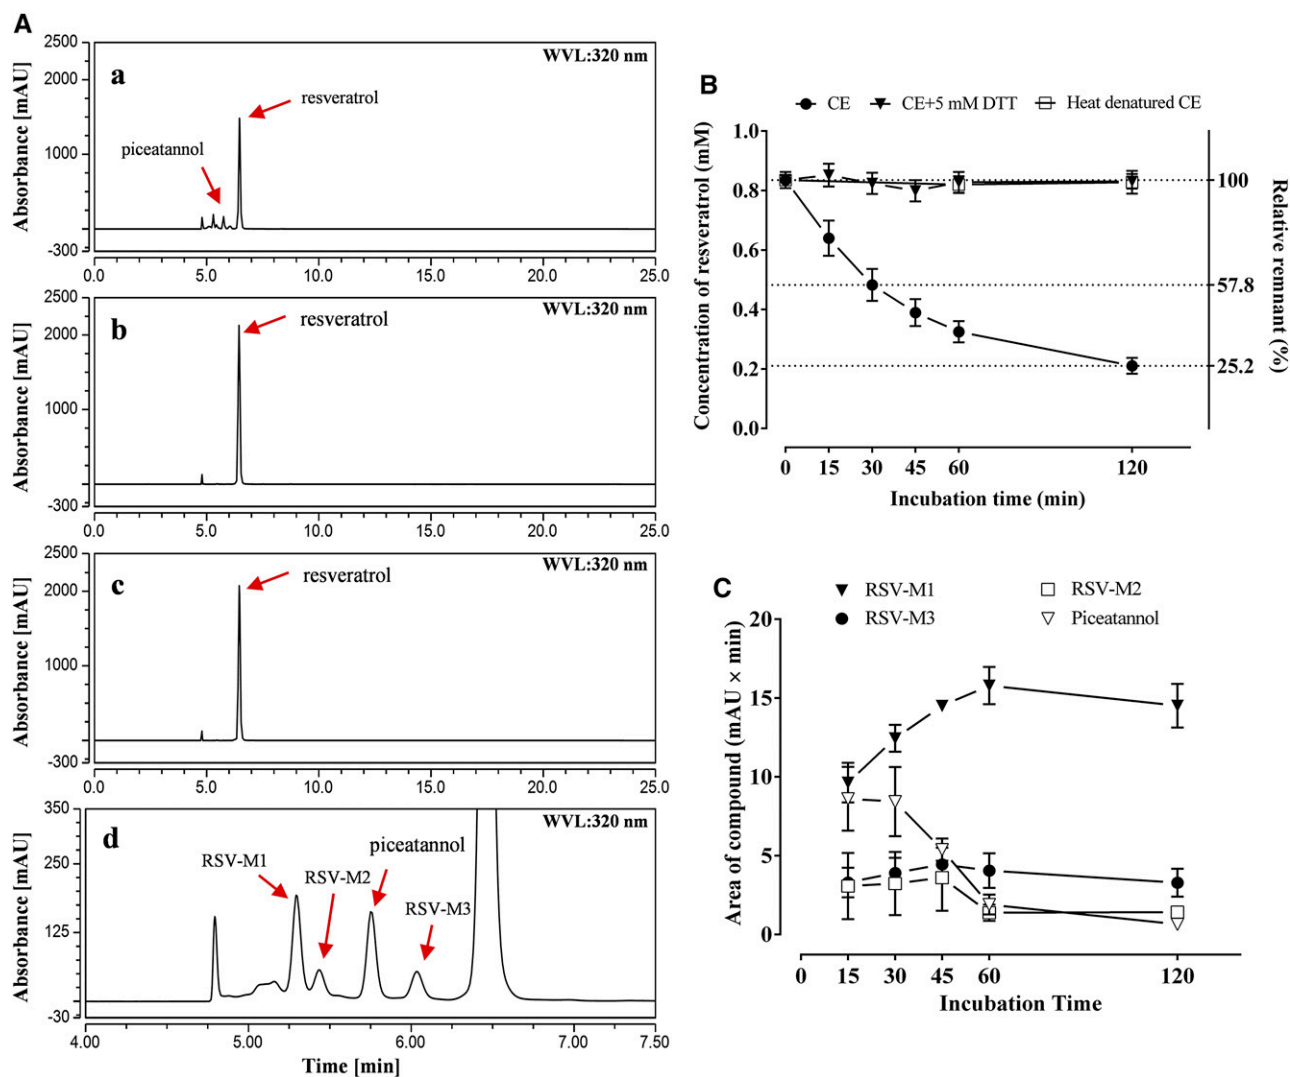 A
Absorbance [mAU]
2500
2000
1000
-300
a
WVL:320 nm
resveratrol
piceatannol
0.0 5.0 10.0 15.0 20.0 25.0
Absorbance [mAU]
2500
2000
1000
-300
b
WVL:320 nm
resveratrol
0.0 5.0 10.0 15.0 20.0 25.0
Absorbance [mAU]
2500
2000
1000
-300
c
WVL:320 nm
resveratrol
0.0 5.0 10.0 15.0 20.0 25.0
Absorbance [mAU]
350
250
125
-30
d
WVL:320 nm
RSV-M1
RSV-M2
piceatannol
RSV-M3
4.00 5.00 6.00 7.00 7.50
Time [min]
B
CE CE+5 mM DTT Heat denatured CE
Concentration of resveratrol (mM)
1.0
0.8
0.6
0.4
0.2
0.0
100
57.8
25.2
Relative
remnant (%)
0 15 30 45 60 120
Incubation time (min)
C
RSV-M1 RSV-M2
RSV-M3 Piceatannol
Area of compound (mAU × min)
20
15
10
5
0
0 15 30 45 60 120
Incubation Time